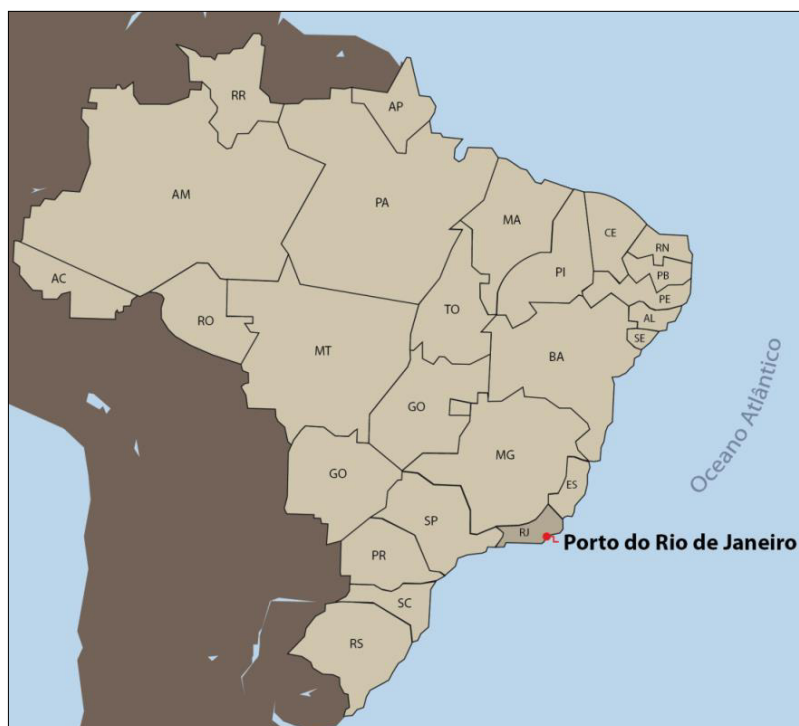 RR
AP
AM
PA
MA
CE
RN
PB
PI
PE
AC
TO
AL
RO
SE
MT
BA
GO
MG
GO
ES
SP
RJ
Porto do Rio de Janeiro
PR
SC
RS
Oceano Atlântico